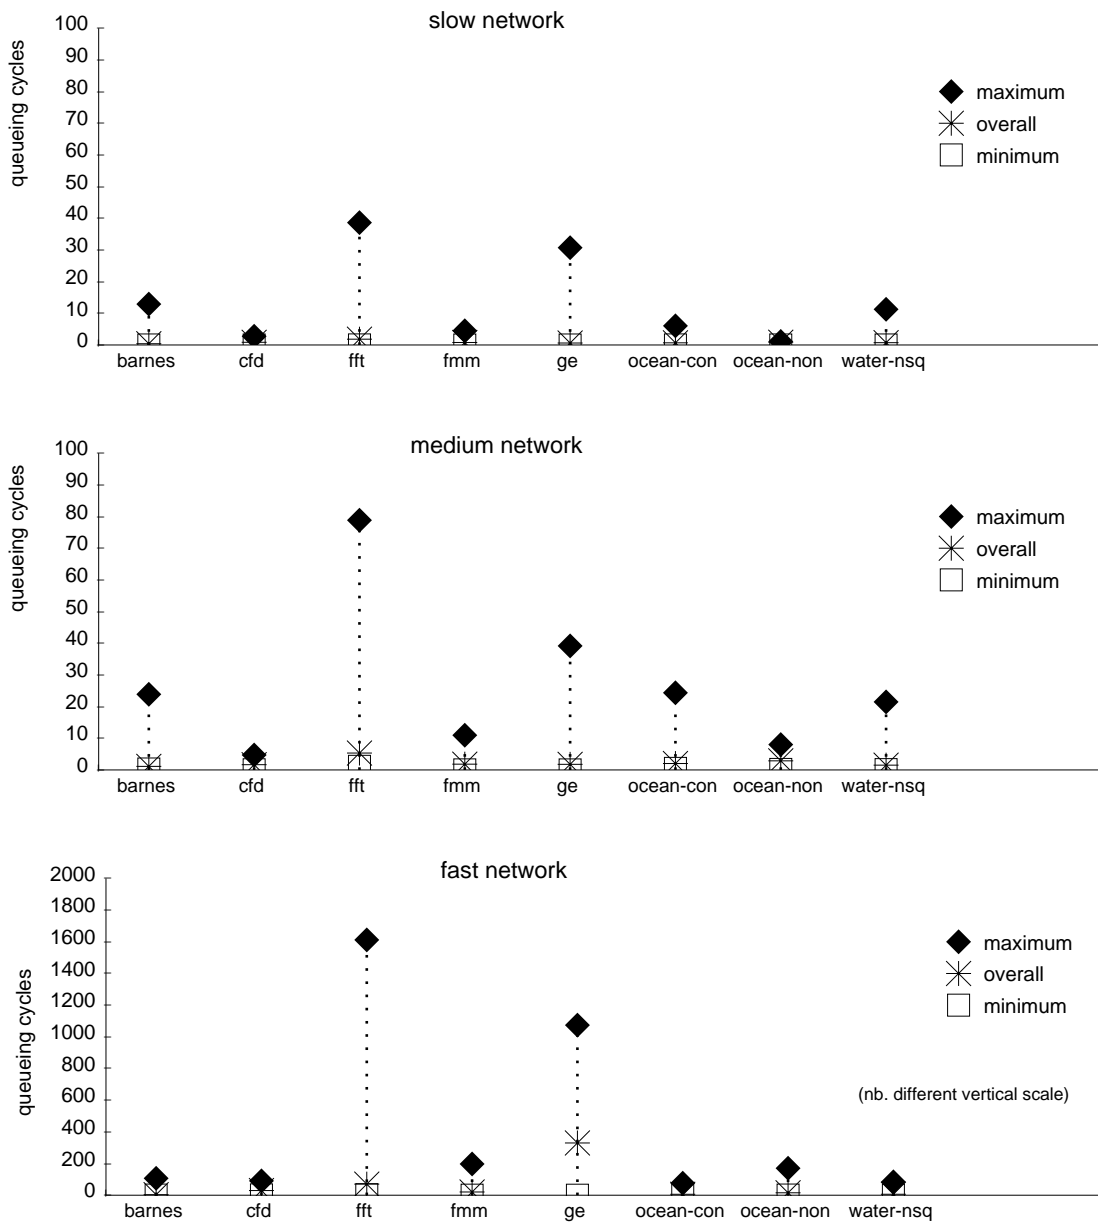 slow network
queueing cycles
100
90
80
70
60
50
40
30
20
10
0
maximum
overall
minimum
barnes cfd fft fmm ge ocean-con ocean-non water-nsq
medium network
queueing cycles
100
90
80
70
60
50
40
30
20
10
0
maximum
overall
minimum
barnes cfd fft fmm ge ocean-con ocean-non water-nsq
fast network
queueing cycles
2000
1800
1600
1400
1200
1000
800
600
400
200
0
maximum
overall
minimum
(nb. different vertical scale)
barnes cfd fft fmm ge ocean-con ocean-non water-nsq